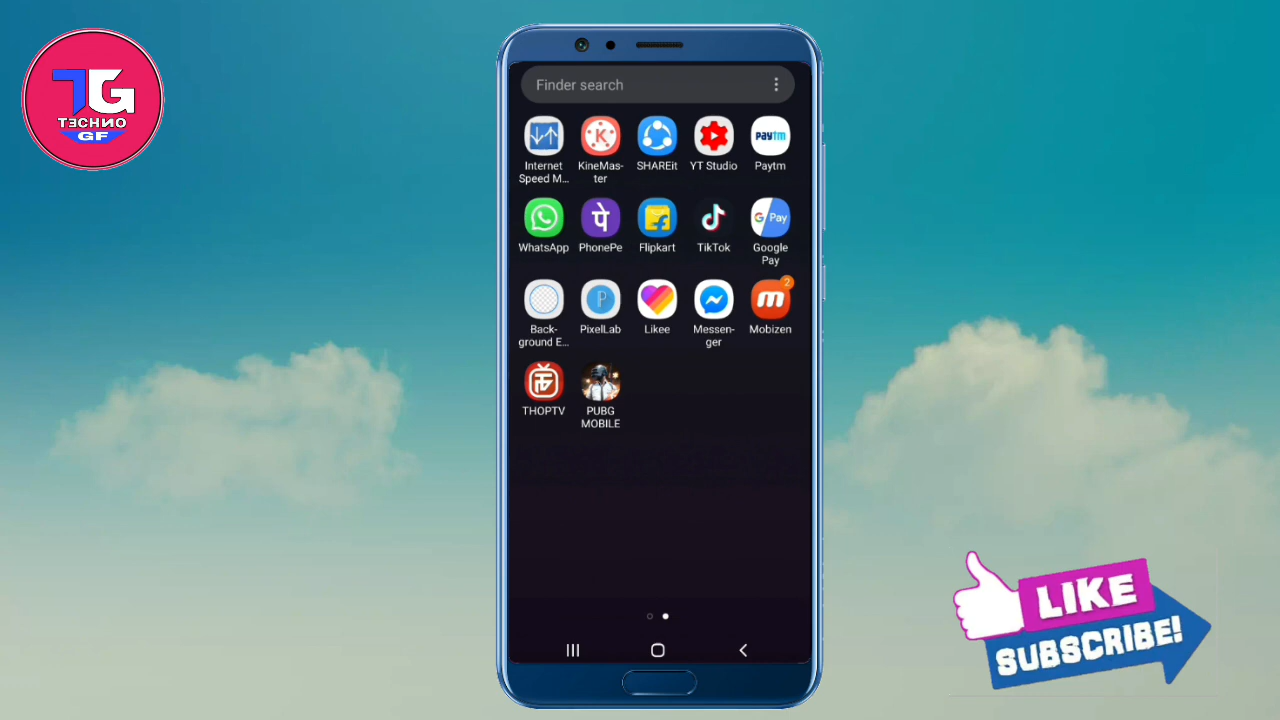 TG
TECHNO
GF
Finder search
Internet
Speed M...
KineMas-
ter
SHAREit
YT Studio
Paytm
paytm
WhatsApp
पे
PhonePe
Flipkart
TikTok
G Pay
Google
Pay
Back-
ground E...
P
PixelLab
Likee
Messen-
ger
2
m
Mobizen
THOPTV
PUBG
MOBILE
K
f
LIKE
SUBSCRIBE!